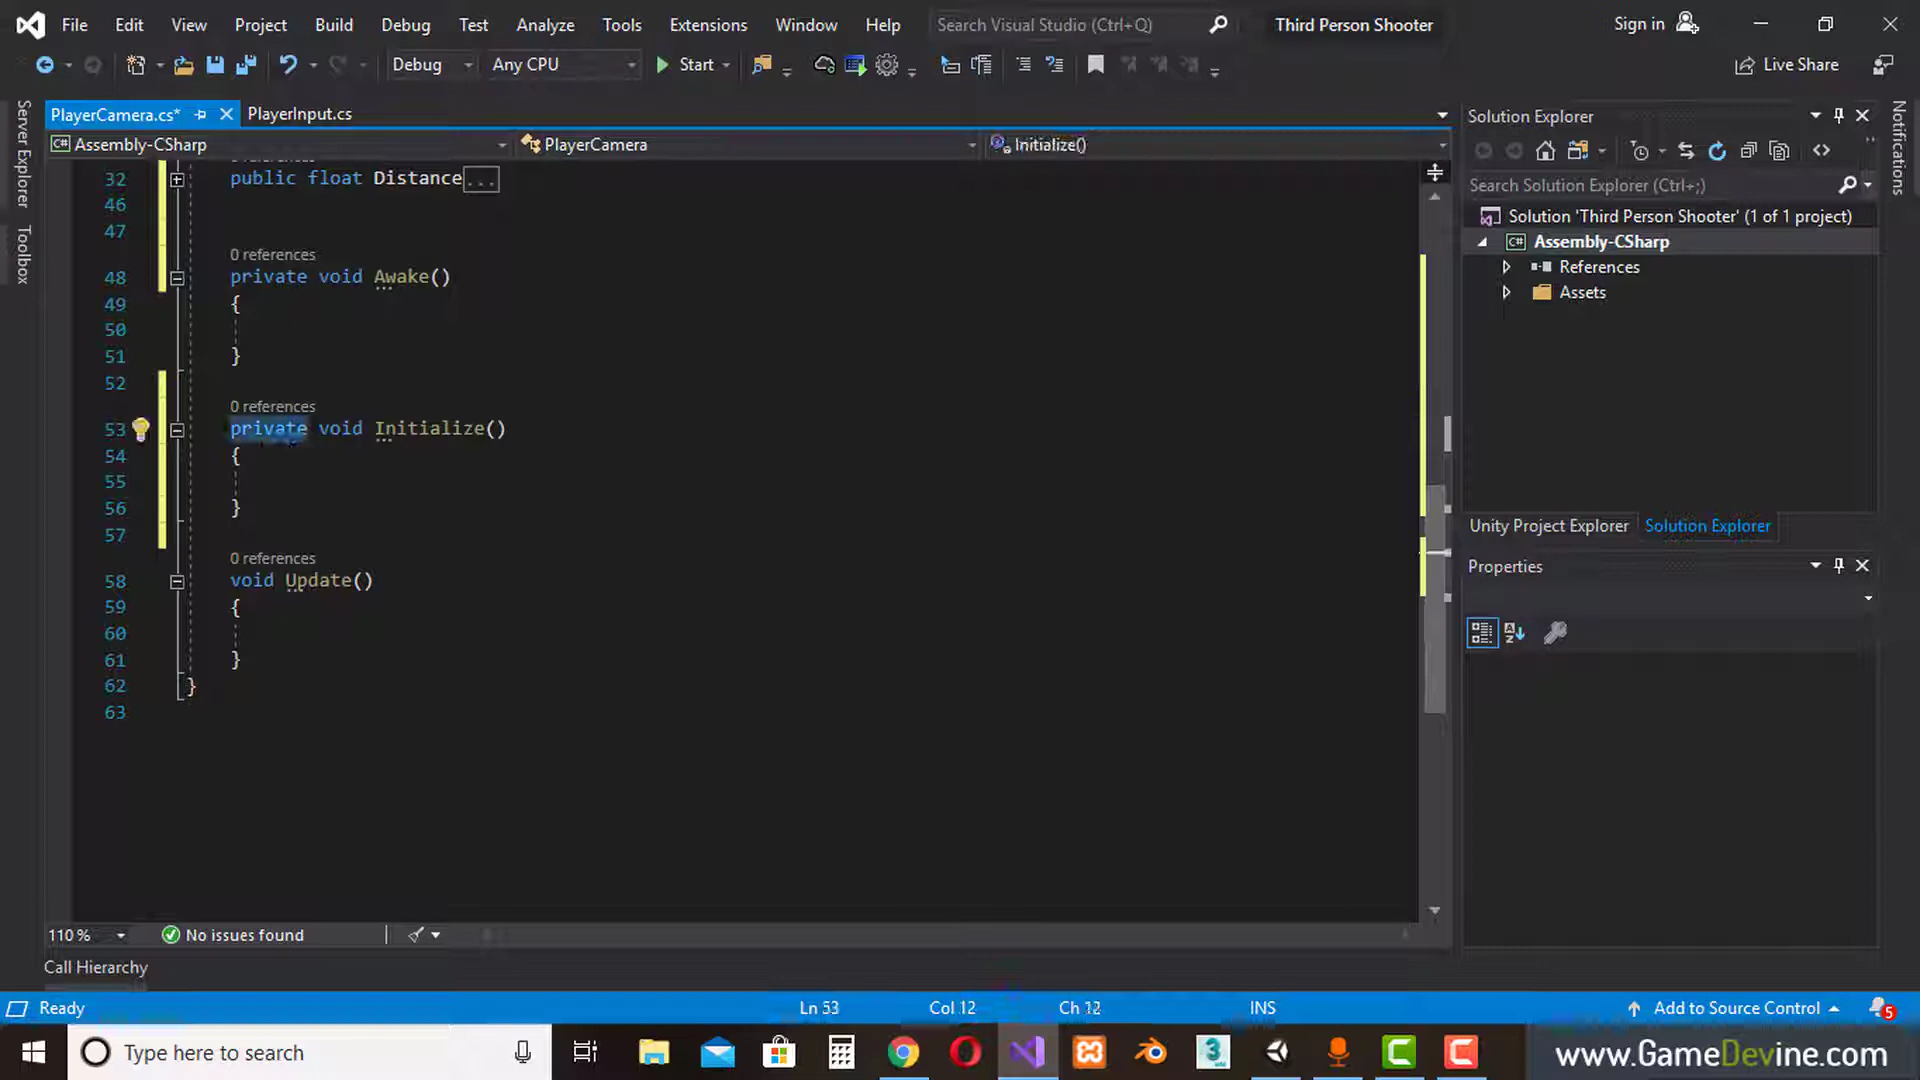 File Edit View Project Build Debug Test Analyze Tools Extensions Window Help Search Visual Studio (Ctrl+Q) Third Person Shooter Sign in
Debug Any CPU Start Live Share
Server Explorer
Toolbox
PlayerCamera.cs* PlayerInput.cs
Assembly-CSharp PlayerCamera Initialize()
32 public float Distance...
46
47
0 references
48 private void Awake()
49 {
50
51 }
52
0 references
53 private void Initialize()
54 {
55
56 }
57
0 references
58 void Update()
59 {
60
61 }
62 }
63
110 % No issues found
Call Hierarchy
Solution Explorer
Search Solution Explorer (Ctrl+;)
Solution 'Third Person Shooter' (1 of 1 project)
Assembly-CSharp
References
Assets
Unity Project Explorer Solution Explorer
Properties
Notifications
Ready Ln 53 Col 12 Ch 12 INS Add to Source Control 5
Type here to search
www.GameDevine.com